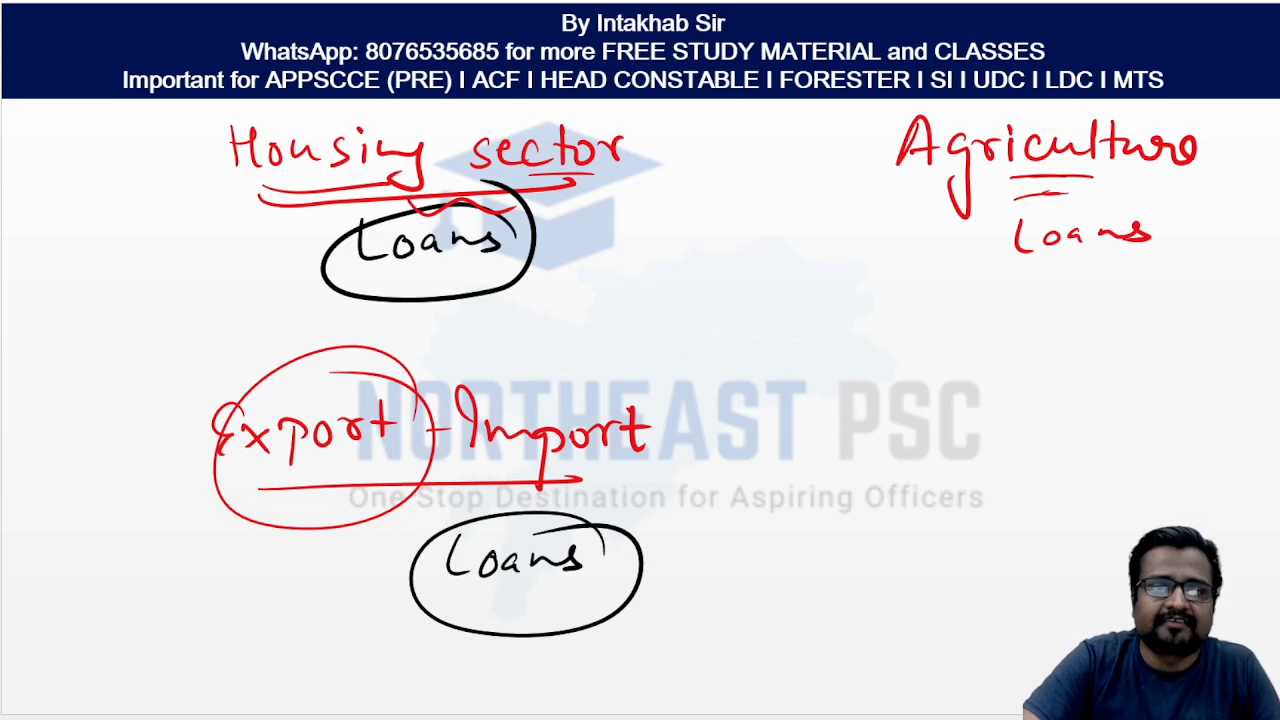 By Intakhab Sir
WhatsApp: 8076535685 for more FREE STUDY MATERIAL and CLASSES
Important for APPSCCE (PRE) I ACF I HEAD CONSTABLE I FORESTER I SI I UDC I LDC I MTS
Housing sector
Loans
Agriculture
Loans
Export-Import
Loans
NORTHEAST PSC
One Stop Destination for Aspiring Officers